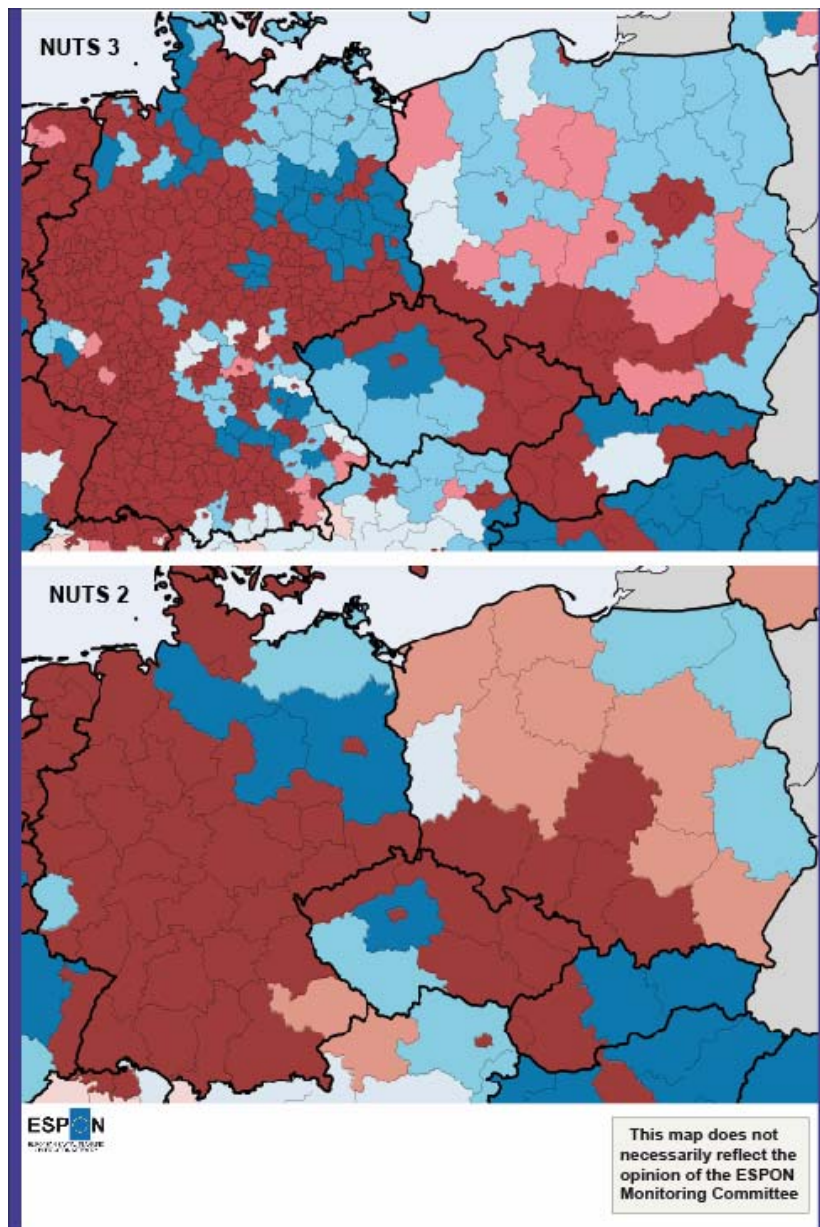 NUTS 3
NUTS 2
ESPON
This map does not
necessarily reflect the
opinion of the ESPON
Monitoring Committee